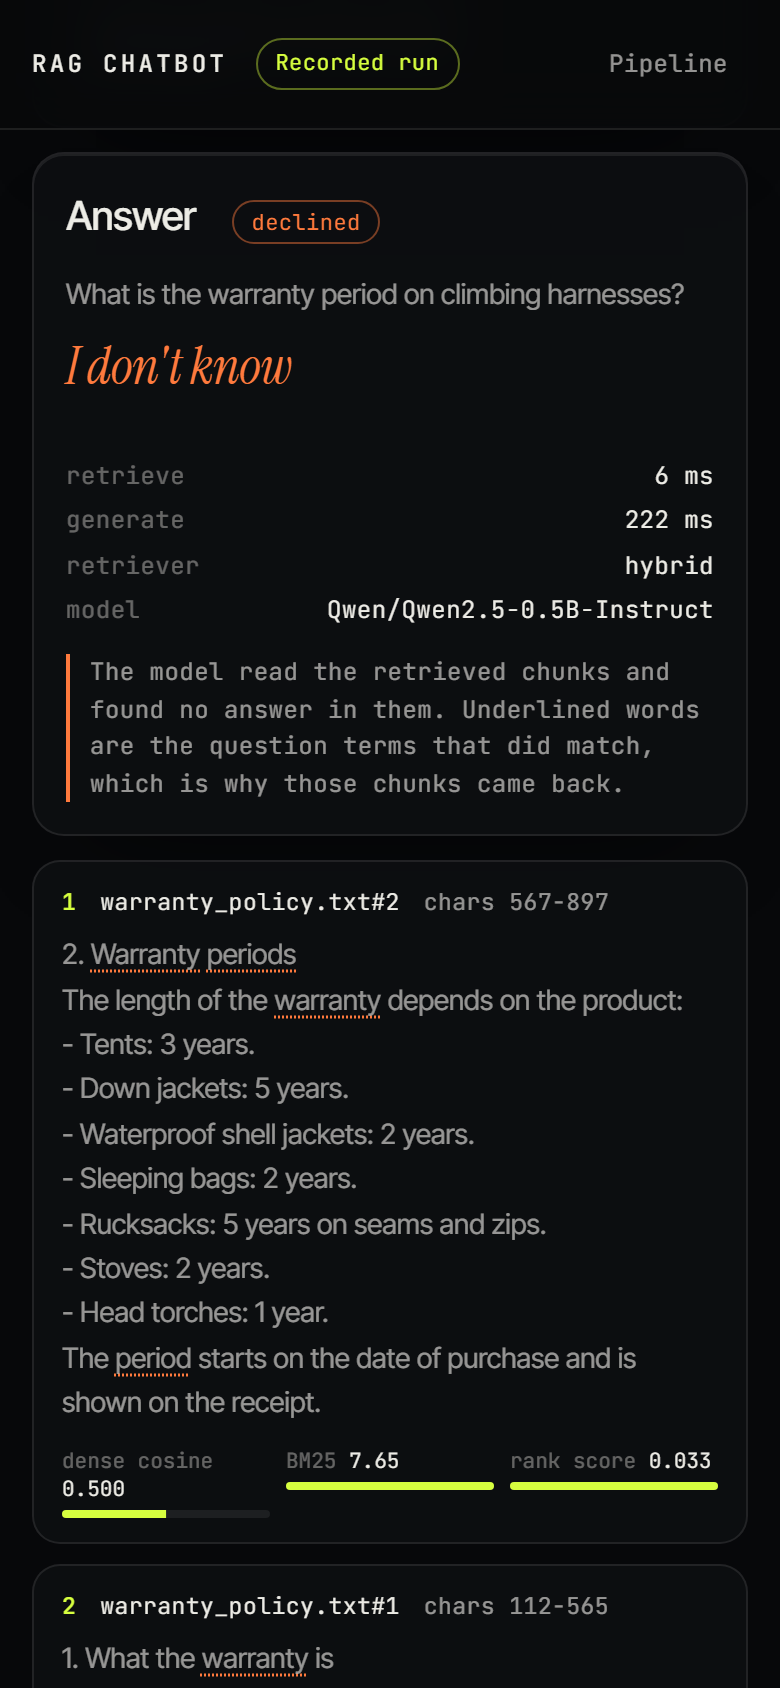 RAG CHATBOT Recorded run Pipeline
Answer declined
What is the warranty period on climbing harnesses?
I don't know
retrieve 6 ms
generate 222 ms
retriever hybrid
model Qwen/Qwen2.5-0.5B-Instruct
The model read the retrieved chunks and
found no answer in them. Underlined words
are the question terms that did match,
which is why those chunks came back.
1 warranty_policy.txt#2 chars 567-897
2. Warranty periods
The length of the warranty depends on the product:
- Tents: 3 years.
- Down jackets: 5 years.
- Waterproof shell jackets: 2 years.
- Sleeping bags: 2 years.
- Rucksacks: 5 years on seams and zips.
- Stoves: 2 years.
- Head torches: 1 year.
The period starts on the date of purchase and is
shown on the receipt.
dense cosine BM25 7.65 rank score 0.033
0.500
2 warranty_policy.txt#1 chars 112-565
1. What the warranty is